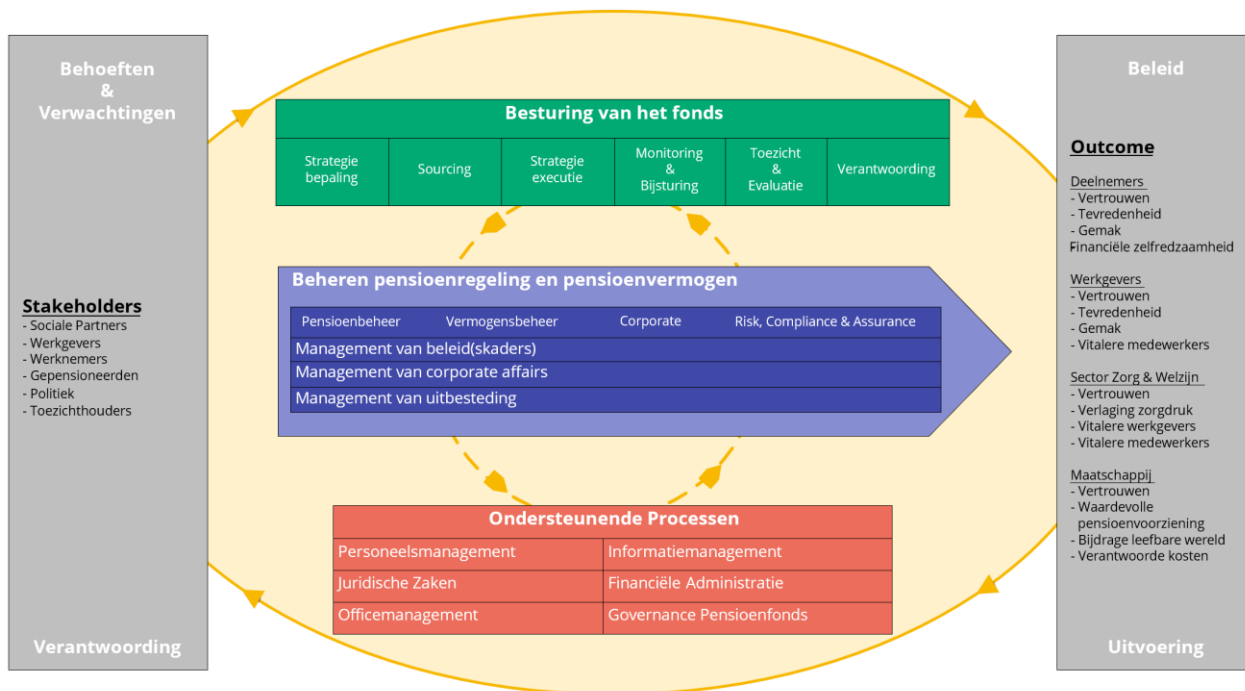 Behoeften
&
Verwachtingen
Stakeholders
- Sociale Partners
- Werkgevers
- Werknemers
- Gepensioneerden
- Politiek
- Toezichthouders
Verantwoording
Besturing van het fonds
Strategie
bepaling
Sourcing
Strategie
executie
Monitoring
&
Bijsturing
Toezicht
&
Evaluatie
Verantwoording
Beheren pensioenregeling en pensioenvermogen
Pensioenbeheer
Vermogensbeheer
Corporate
Risk, Compliance & Assurance
Management van beleid(skaders)
Management van corporate affairs
Management van uitbesteding
Ondersteunende Processen
Personeelsmanagement
Informatiemanagement
Juridische Zaken
Financiële Administratie
Officemanagement
Governance Pensioenfonds
Beleid
Outcome
Deelnemers
- Vertrouwen
- Tevredenheid
- Gemak
- Financiële zelfredzaamheid
Werkgevers
- Vertrouwen
- Tevredenheid
- Gemak
- Vitalere medewerkers
Sector Zorg & Welzijn
- Vertrouwen
- Verlaging zorgdruk
- Vitalere werkgevers
- Vitalere medewerkers
Maatschappij
- Vertrouwen
- Waardevolle
pensioenvoorziening
- Bijdrage leefbare wereld
- Verantwoorde kosten
Uitvoering